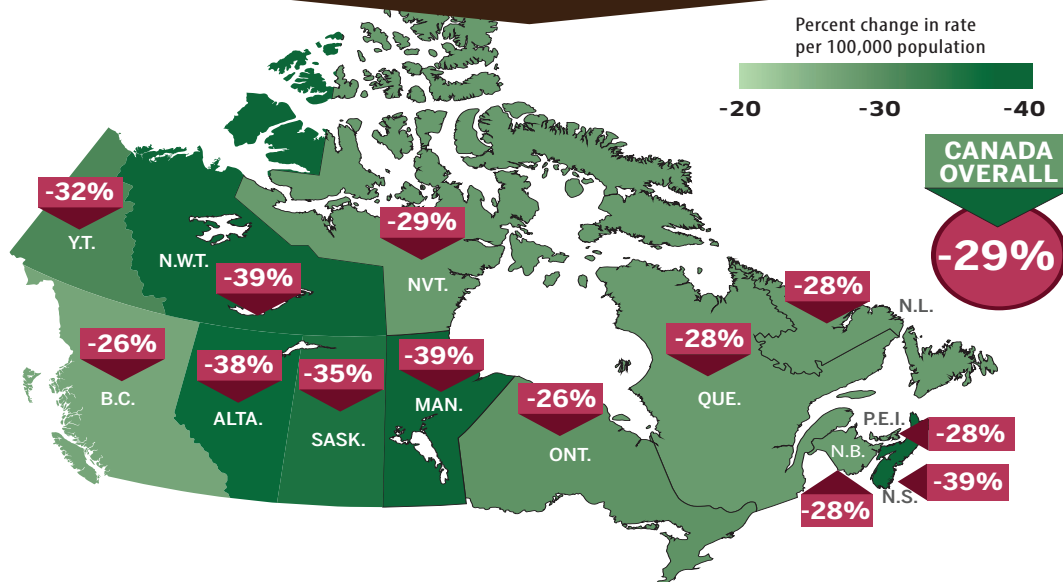 Percent change in rate
per 100,000 population
-20 -30 -40
CANADA
OVERALL
-29%
-32%
Y.T.
N.W.T.
-39%
-29%
NVT.
-28%
N.L.
-26%
B.C.
-38%
ALTA.
-35%
SASK.
-39%
MAN.
-26%
ONT.
-28%
QUE.
P.E.I.
-28%
N.B.
-28%
-39%
N.S.